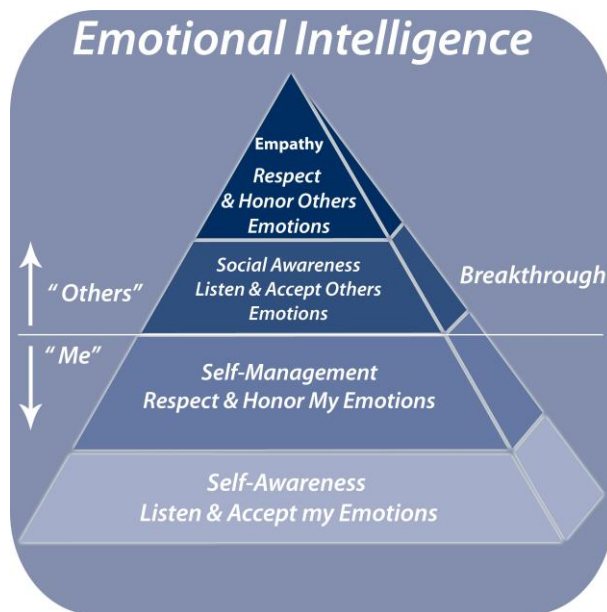 Emotional Intelligence
Empathy
Respect
& Honor Others
Emotions
Social Awareness
Listen & Accept Others
Emotions
"Others"
Breakthrough
"Me"
Self-Management
Respect & Honor My Emotions
Self-Awareness
Listen & Accept my Emotions